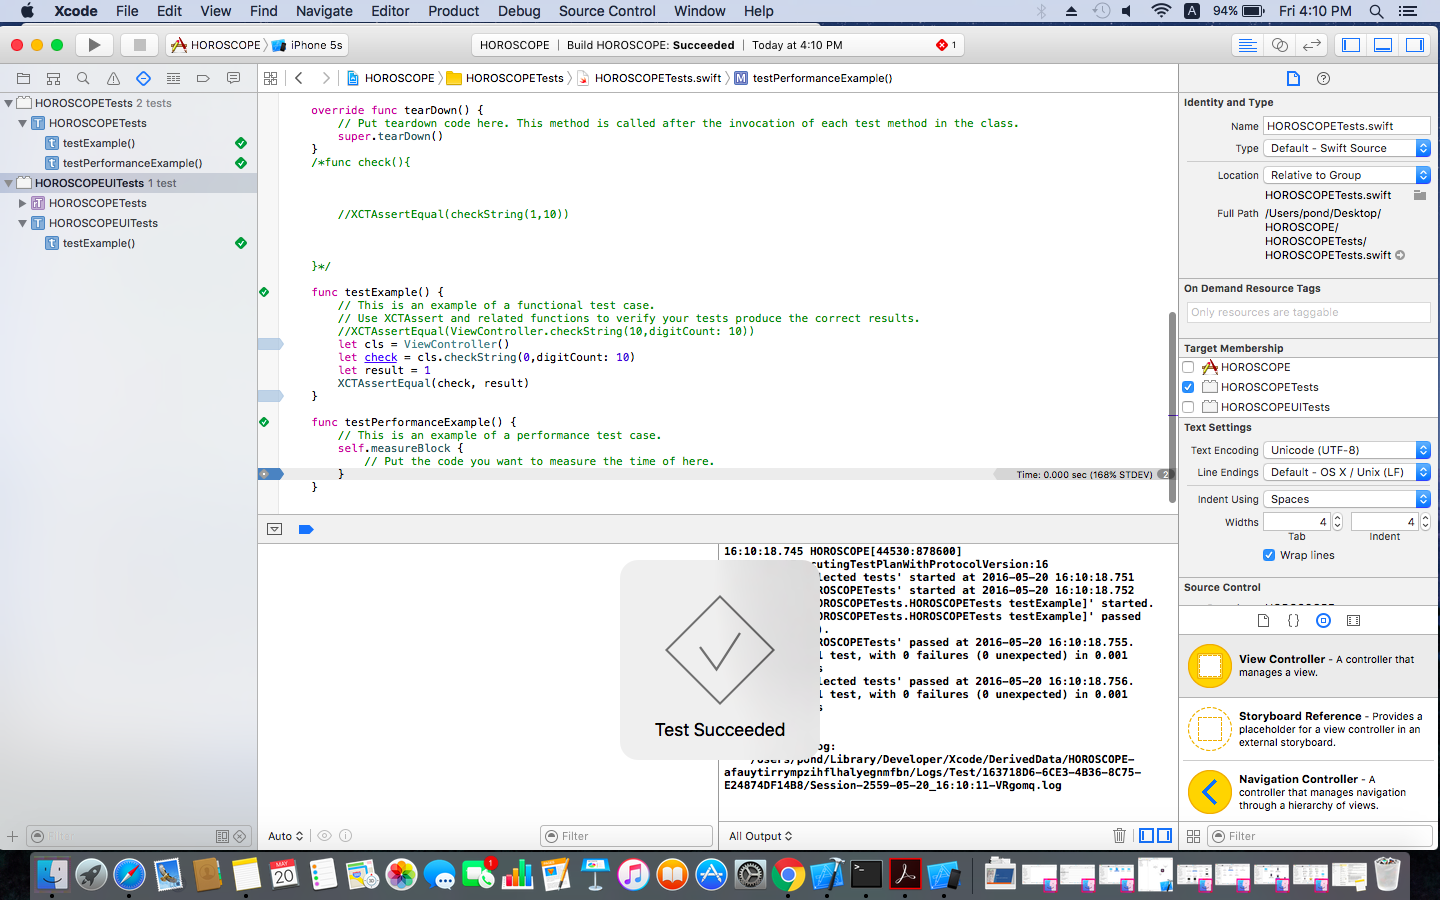 Xcode File Edit View Find Navigate Editor Product Debug Source Control Window Help
A 94% Fri 4:10 PM
HOROSCOPE iPhone 5s
HOROSCOPE | Build HOROSCOPE: Succeeded | Today at 4:10 PM
1
HOROSCOPE HOROSCOPETests HOROSCOPETests.swift M testPerformanceExample()
HOROSCOPETests 2 tests
T HOROSCOPETests
t testExample()
t testPerformanceExample()
HOROSCOPEUITests 1 test
HOROSCOPETests
T HOROSCOPEUITests
t testExample()
Filter
override func tearDown() {
// Put teardown code here. This method is called after the invocation of each test method in the class.
super.tearDown()
}
/*func check(){
//XCTAssertEqual(checkString(1,10))
}*/
func testExample() {
// This is an example of a functional test case.
// Use XCTAssert and related functions to verify your tests produce the correct results.
//XCTAssertEqual(ViewController.checkString(10,digitCount: 10))
let cls = ViewController()
let check = cls.checkString(0,digitCount: 10)
let result = 1
XCTAssertEqual(check, result)
}
func testPerformanceExample() {
// This is an example of a performance test case.
self.measureBlock {
// Put the code you want to measure the time of here.
}
Time: 0.000 sec (168% STDEV) 2
}
Auto
Filter
16:10:18.745 HOROSCOPE[44530:878600]
cutingTestPlanWithProtocolVersion:16
lected tests' started at 2016-05-20 16:10:18.751
ROSCOPETests' started at 2016-05-20 16:10:18.752
OROSCOPETests.HOROSCOPETests testExample]' started.
OROSCOPETests.HOROSCOPETests testExample]' passed
).
ROSCOPETests' passed at 2016-05-20 16:10:18.755.
1 test, with 0 failures (0 unexpected) in 0.001
s
lected tests' passed at 2016-05-20 16:10:18.756.
1 test, with 0 failures (0 unexpected) in 0.001
s
og:
/Users/pond/Library/Developer/Xcode/DerivedData/HOROSCOPE-
afauytirrympzihflhalyegnmfbn/Logs/Test/163718D6-6CE3-4B36-8C75-
E24874DF14B8/Session-2559-05-20_16:10:11-VRgomq.log
Test Succeeded
All Output
Identity and Type
Name HOROSCOPETests.swift
Type Default - Swift Source
Location Relative to Group
HOROSCOPETests.swift
Full Path /Users/pond/Desktop/
HOROSCOPE/
HOROSCOPETests/
HOROSCOPETests.swift
On Demand Resource Tags
Only resources are taggable
Target Membership
HOROSCOPE
HOROSCOPETests
HOROSCOPEUITests
Text Settings
Text Encoding Unicode (UTF-8)
Line Endings Default - OS X / Unix (LF)
Indent Using Spaces
Widths 4 4
Tab Indent
Wrap lines
Source Control
View Controller - A controller that
manages a view.
Storyboard Reference - Provides a
placeholder for a view controller in an
external storyboard.
Navigation Controller - A
controller that manages navigation
through a hierarchy of views.
Filter
MAY
20
1